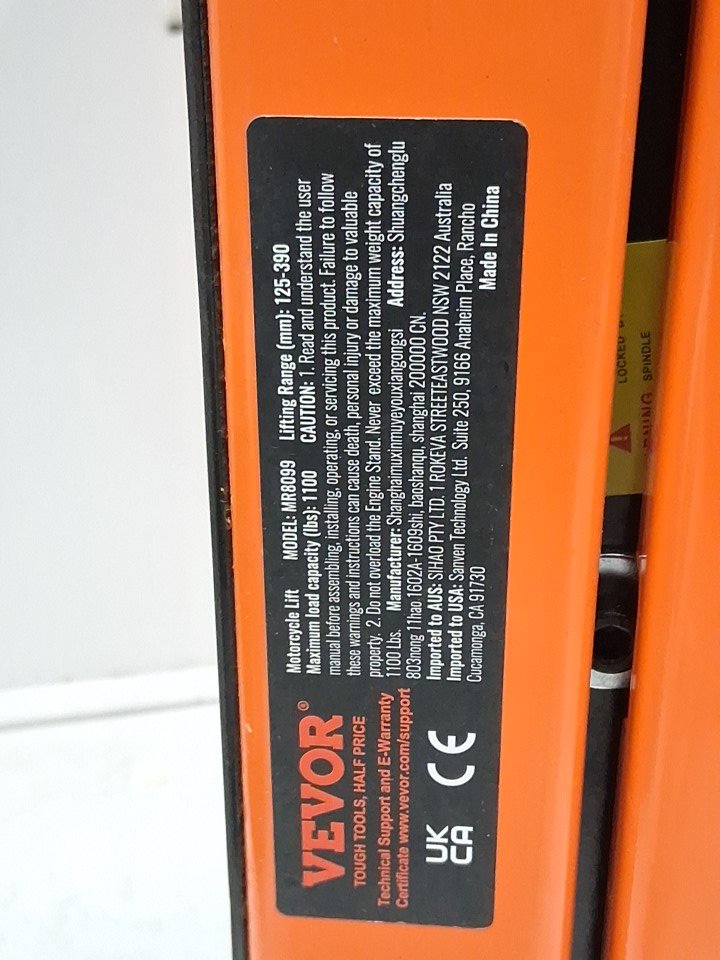 VEVOR®
TOUGH TOOLS, HALF PRICE
Technical Support and E-Warranty
Certificate www.vevor.com/support
UK
CA
CE
Motorcycle Lift MODEL: MR8099 Lifting Range (mm): 125-390
Maximum load capacity (lbs): 1100 CAUTION: 1. Read and understand the user
manual before assembling, installing, operating, or servicing this product. Failure to follow
these warnings and instructions can cause death, personal injury or damage to valuable
property. 2. Do not overload the Engine Stand. Never exceed the maximum weight capacity of
1100 Lbs. Manufacturer: Shanghaimuxinmuyeyouxiangongsi Address: Shuangchenglu
803nong 11hao 1602A-1609shi, baoshanqu, shanghai 200000 CN.
Imported to AUS: SIHAO PTY LTD. 1 ROKEVA STREETEASTWOOD NSW 2122 Australia
Imported to USA: Sanven Technology Ltd. Suite 250, 9166 Anaheim Place, Rancho
Cucamonga, CA 91730 Made In China
LOCKED
SPINDLE